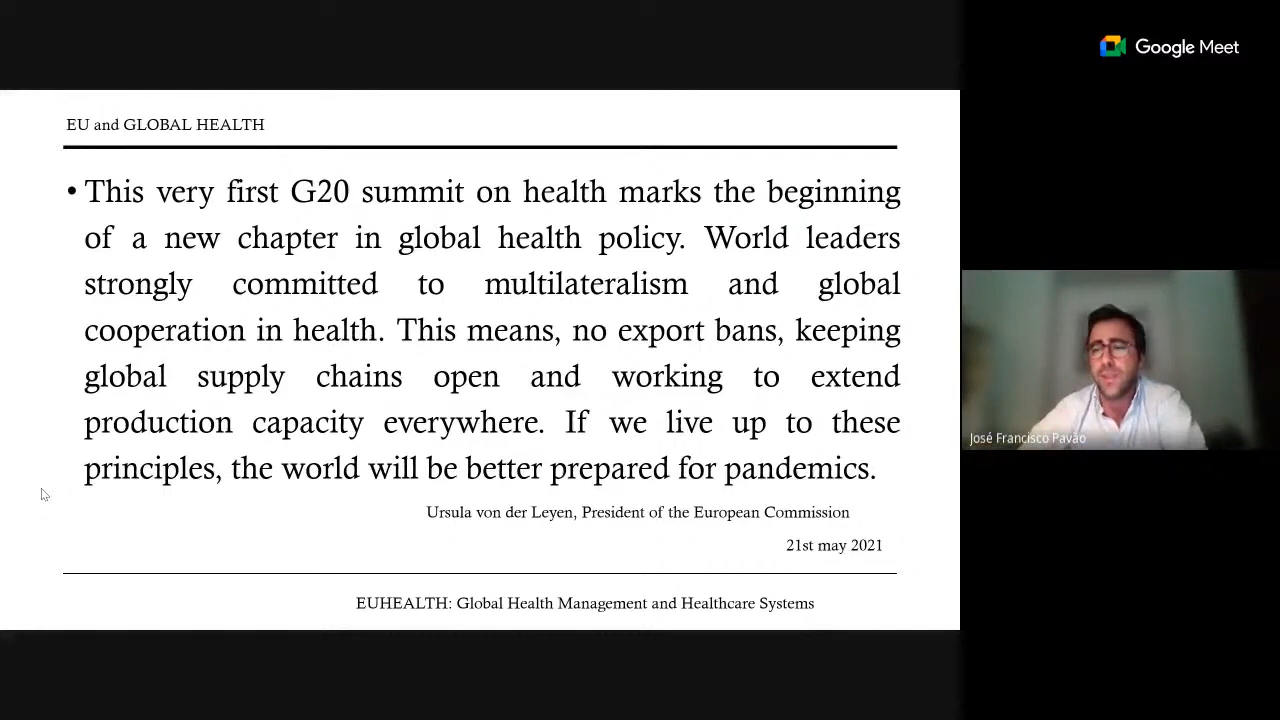 Google Meet
EU and GLOBAL HEALTH
• This very first G20 summit on health marks the beginning
of a new chapter in global health policy. World leaders
strongly committed to multilateralism and global
cooperation in health. This means, no export bans, keeping
global supply chains open and working to extend
production capacity everywhere. If we live up to these
principles, the world will be better prepared for pandemics.
Ursula von der Leyen, President of the European Commission
21st may 2021
EUHEALTH: Global Health Management and Healthcare Systems
José Francisco Pavão